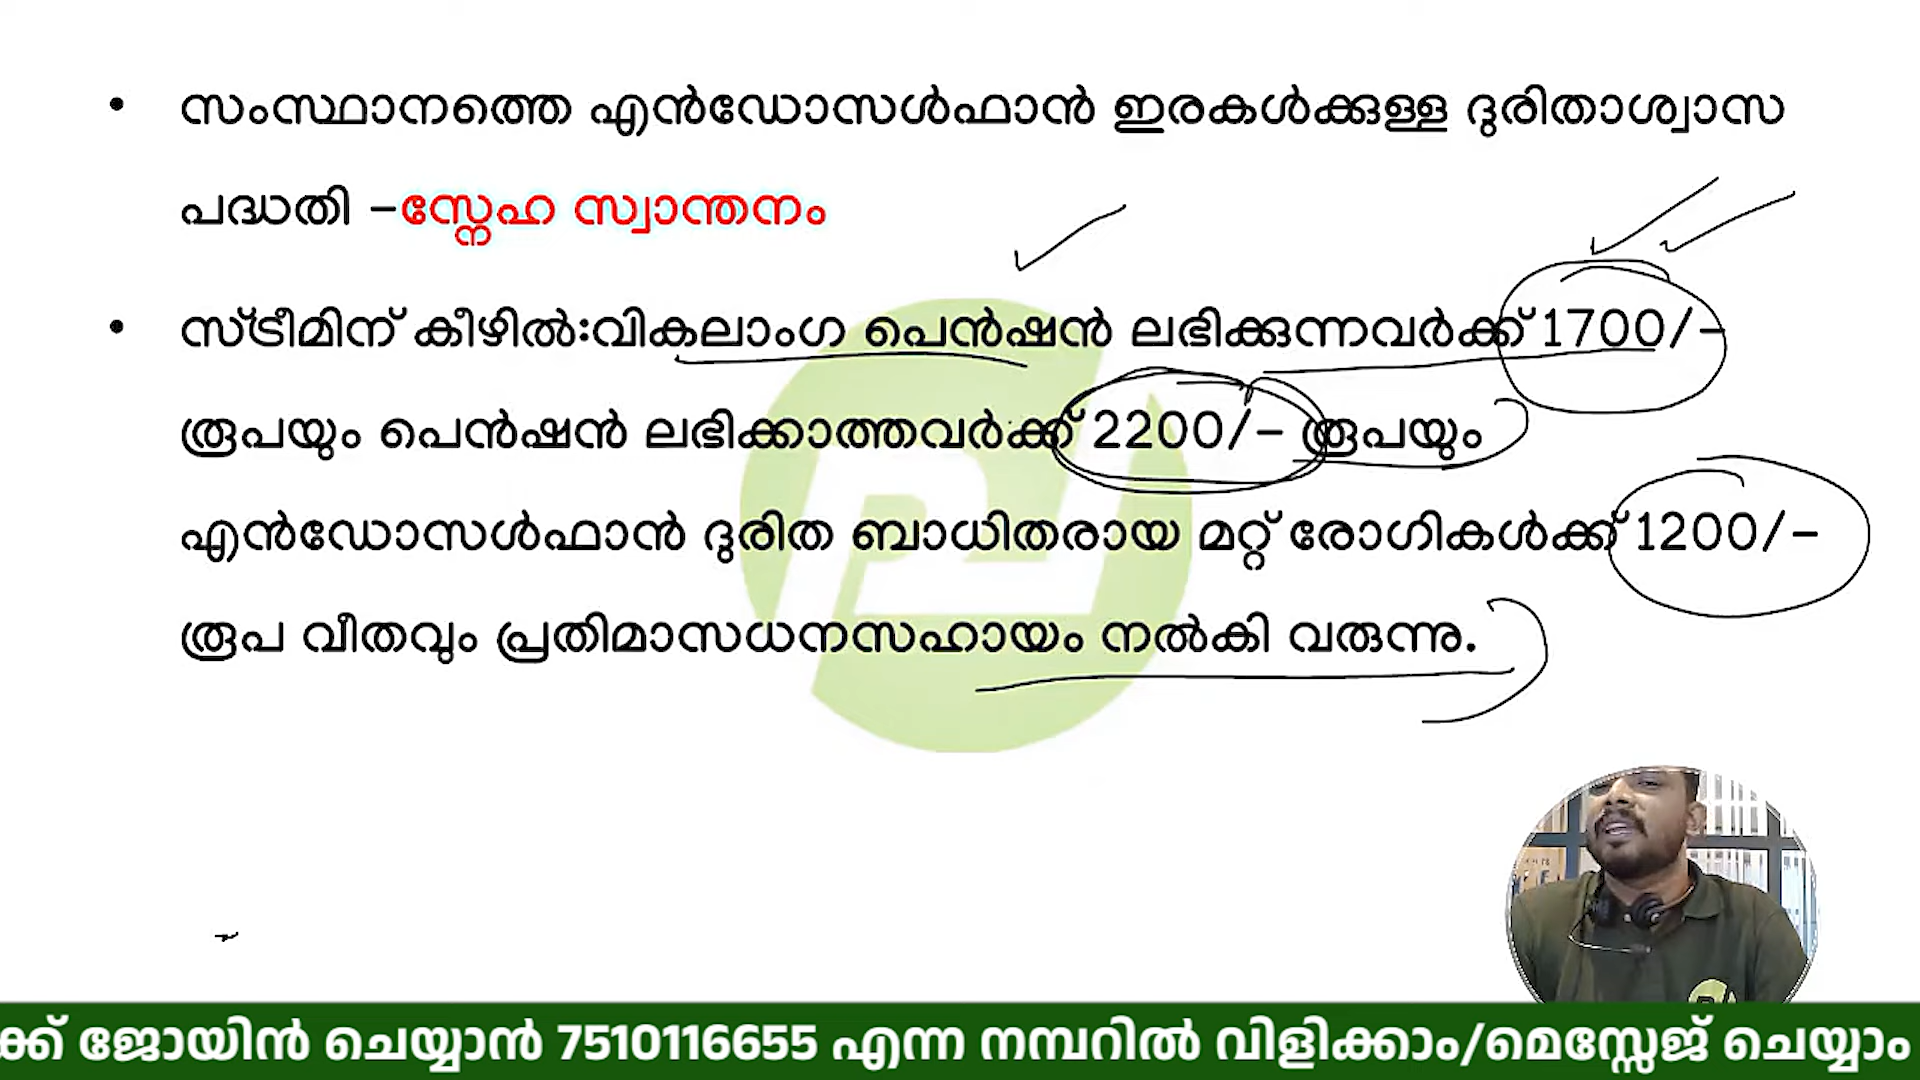 • സംസ്ഥാനത്തെ എൻഡോസൾഫാൻ ഇരകൾക്കുള്ള ദുരിതാശ്വാസ
പദ്ധതി –സ്നേഹ സ്വാന്തനം
• സ്ട്രീമിന് കീഴിൽ:വികലാംഗ പെൻഷൻ ലഭിക്കുന്നവർക്ക് 1700/–
രൂപയും പെൻഷൻ ലഭിക്കാത്തവർക്ക് 2200/– രൂപയും
എൻഡോസൾഫാൻ ദുരിത ബാധിതരായ മറ്റ് രോഗികൾക്ക് 1200/–
രൂപ വീതവും പ്രതിമാസധനസഹായം നൽകി വരുന്നു.
ക്ക് ജോയിൻ ചെയ്യാൻ 7510116655 എന്ന നമ്പറിൽ വിളിക്കാം/മെസ്സേജ് ചെയ്യാം